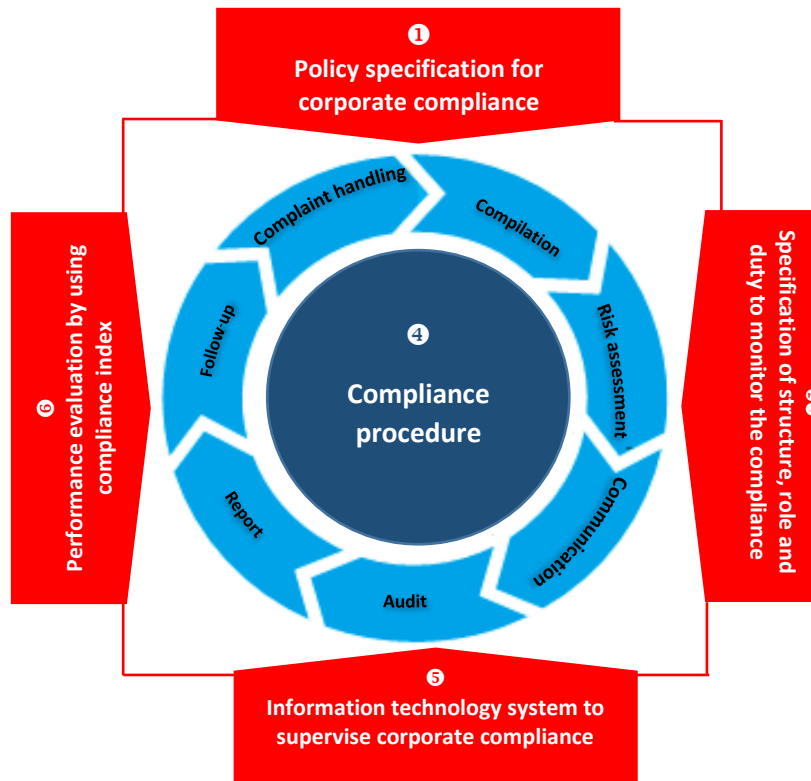 ❶
Policy specification for
corporate compliance
Complaint handling
Compilation
Risk assessment
Communication
Audit
Report
Follow-up
❹
Compliance
procedure
Specification of structure, role and
duty to monitor the compliance
❺
Information technology system to
supervise corporate compliance
❻
Performance evaluation by using
compliance index